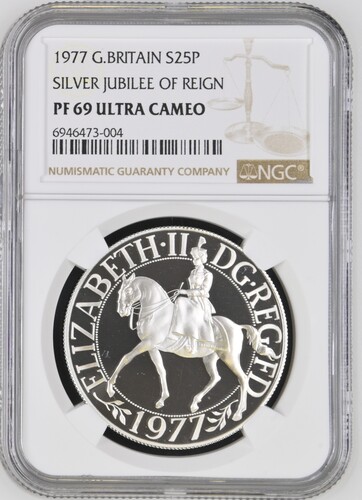 1977 G.BRITAIN S25P
SILVER JUBILEE OF REIGN
PF 69 ULTRA CAMEO
6946473-004
NUMISMATIC GUARANTY COMPANY
NGC®
ELIZABETH·II DG·REG FD
1977